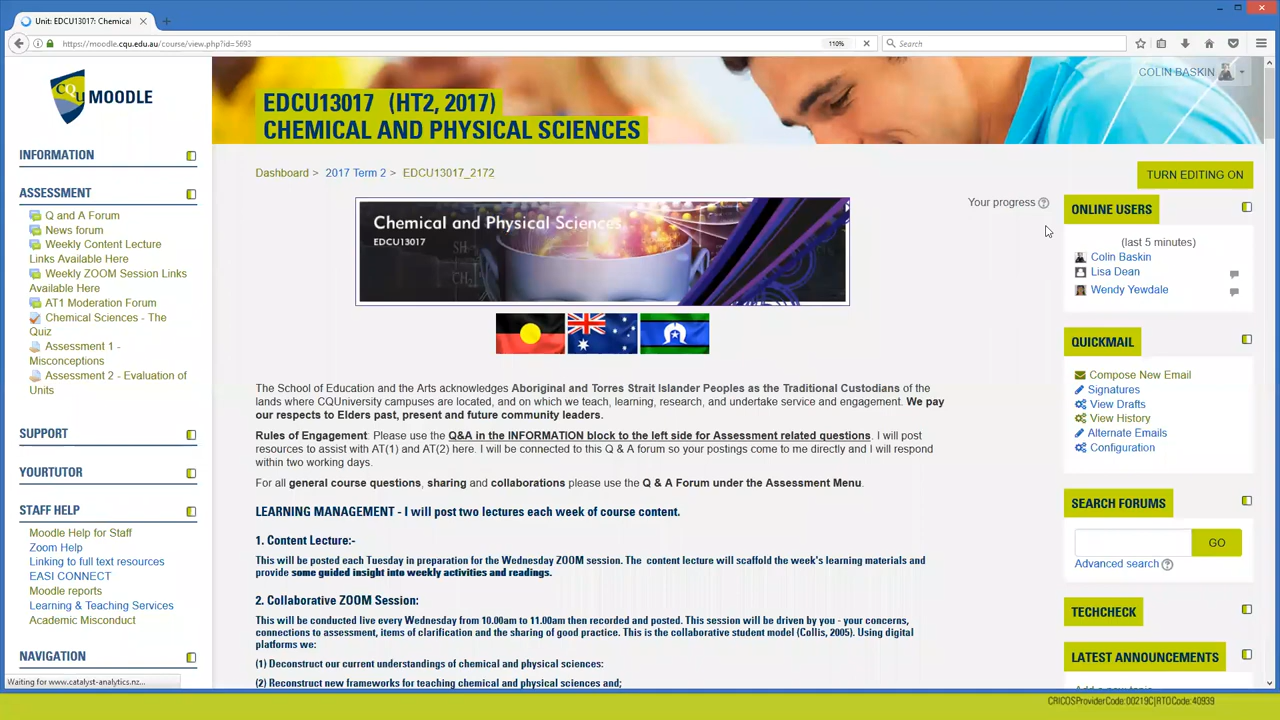 Unit: EDCU13017: Chemical
https://moodle.cqu.edu.au/course/view.php?id=5693
110%
Search
CQU MOODLE
COLIN BASKIN
EDCU13017 (HT2, 2017)
CHEMICAL AND PHYSICAL SCIENCES
Dashboard > 2017 Term 2 > EDCU13017_2172
TURN EDITING ON
INFORMATION
ASSESSMENT
Q and A Forum
News forum
Weekly Content Lecture
Links Available Here
Weekly ZOOM Session Links
Available Here
AT1 Moderation Forum
Chemical Sciences - The
Quiz
Assessment 1 -
Misconceptions
Assessment 2 - Evaluation of
Units
SUPPORT
YOURTUTOR
STAFF HELP
Moodle Help for Staff
Zoom Help
Linking to full text resources
EASI CONNECT
Moodle reports
Learning & Teaching Services
Academic Misconduct
NAVIGATION
Waiting for www.catalyst-analytics.nz...
Your progress
Chemical and Physical Sciences
EDCU13017
SH
CH
The School of Education and the Arts acknowledges Aboriginal and Torres Strait Islander Peoples as the Traditional Custodians of the
lands where CQUniversity campuses are located, and on which we teach, learning, research, and undertake service and engagement. We pay
our respects to Elders past, present and future community leaders.
Rules of Engagement: Please use the Q&A in the INFORMATION block to the left side for Assessment related questions. I will post
resources to assist with AT(1) and AT(2) here. I will be connected to this Q & A forum so your postings come to me directly and I will respond
within two working days.
For all general course questions, sharing and collaborations please use the Q & A Forum under the Assessment Menu.
LEARNING MANAGEMENT - I will post two lectures each week of course content.
1. Content Lecture:-
This will be posted each Tuesday in preparation for the Wednesday ZOOM session. The content lecture will scaffold the week's learning materials and
provide some guided insight into weekly activities and readings.
2. Collaborative ZOOM Session:
This will be conducted live every Wednesday from 10.00am to 11.00am then recorded and posted. This session will be driven by you - your concerns,
connections to assessment, items of clarification and the sharing of good practice. This is the collaborative student model (Collis, 2005). Using digital
platforms we:
(1) Deconstruct our current understandings of chemical and physical sciences:
(2) Reconstruct new frameworks for teaching chemical and physical sciences and;
ONLINE USERS
(last 5 minutes)
Colin Baskin
Lisa Dean
Wendy Yewdale
QUICKMAIL
Compose New Email
Signatures
View Drafts
View History
Alternate Emails
Configuration
SEARCH FORUMS
GO
Advanced search
TECHCHECK
LATEST ANNOUNCEMENTS
CRICOSProviderCode:00219C|RTOCode:40939